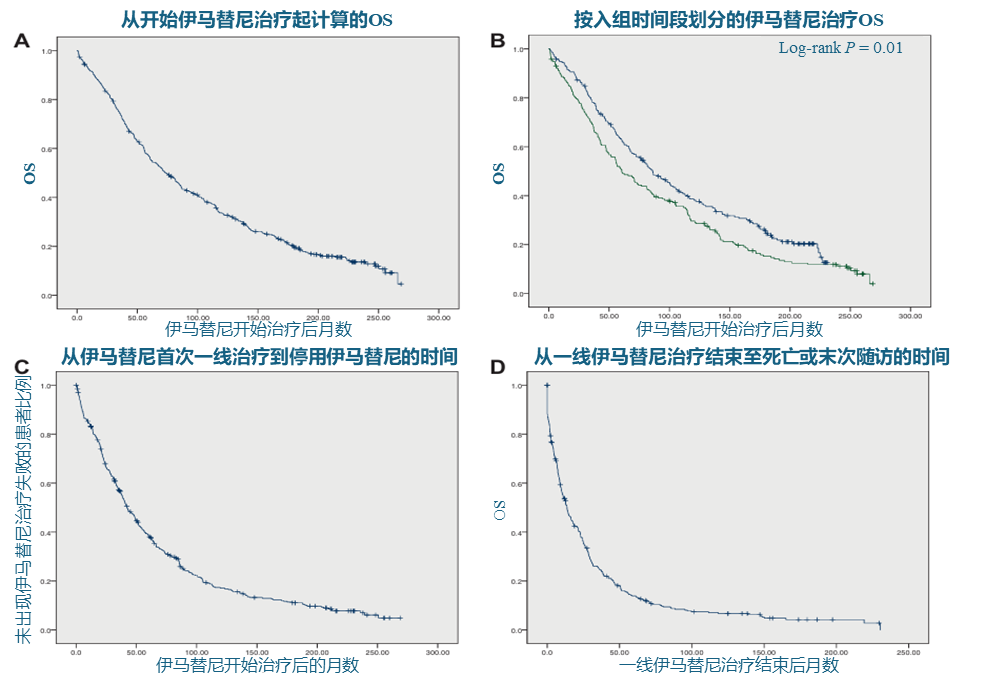 从开始伊马替尼治疗起计算的OS
A
1.0
0.8
0.6
0.4
0.2
0.0
OS
0.0 50.00 100.00 150.00 200.00 250.00 300.00
伊马替尼开始治疗后月数
按入组时间段划分的伊马替尼治疗OS
B
Log-rank P = 0.01
1.0
0.8
0.6
0.4
0.2
0.0
OS
0.0 50.00 100.00 150.00 200.00 250.00 300.00
伊马替尼开始治疗后月数
从伊马替尼首次一线治疗到停用伊马替尼的时间
C
1.0
0.8
0.6
0.4
0.2
0.0
未出现伊马替尼治疗失败的患者比例
0.0 50.00 100.00 150.00 200.00 250.00 300.00
伊马替尼开始治疗后的月数
从一线伊马替尼治疗结束至死亡或末次随访的时间
D
1.0
0.8
0.6
0.4
0.2
0.0
OS
0.0 50.00 100.00 150.00 200.00 250.00
一线伊马替尼治疗结束后月数